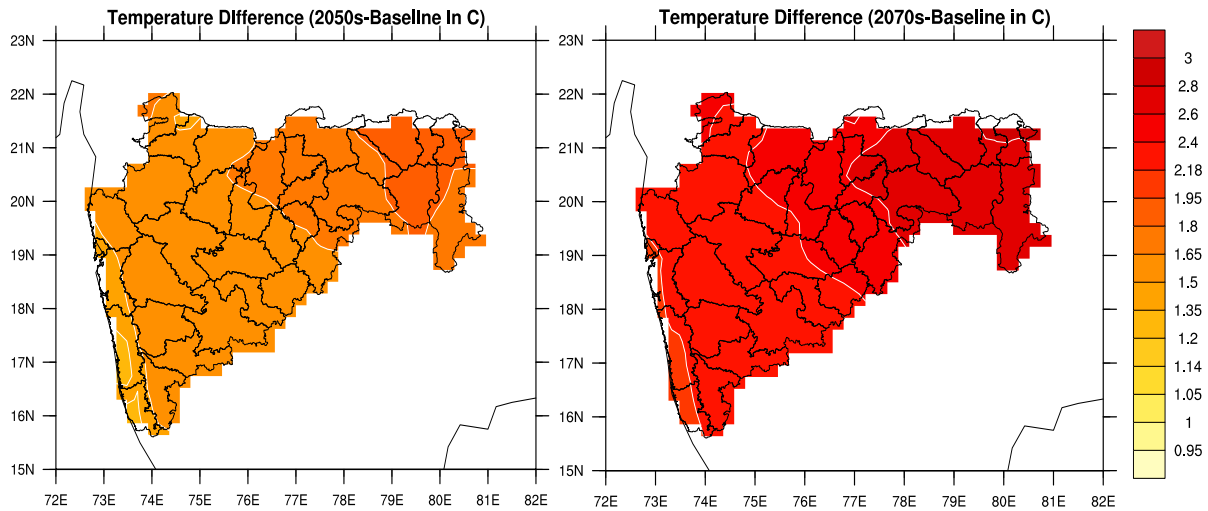 Temperature DIfference (2050s-BaselIne In C)
Temperature Difference (2070s-Baseline in C)
23N
22N
21N
20N
19N
18N
17N
16N
15N
72E 73E 74E 75E 76E 77E 78E 79E 80E 81E 82E
23N
22N
21N
20N
19N
18N
17N
16N
15N
72E 73E 74E 75E 76E 77E 78E 79E 80E 81E 82E
3
2.8
2.6
2.4
2.18
1.95
1.8
1.65
1.5
1.35
1.2
1.14
1.05
1
0.95